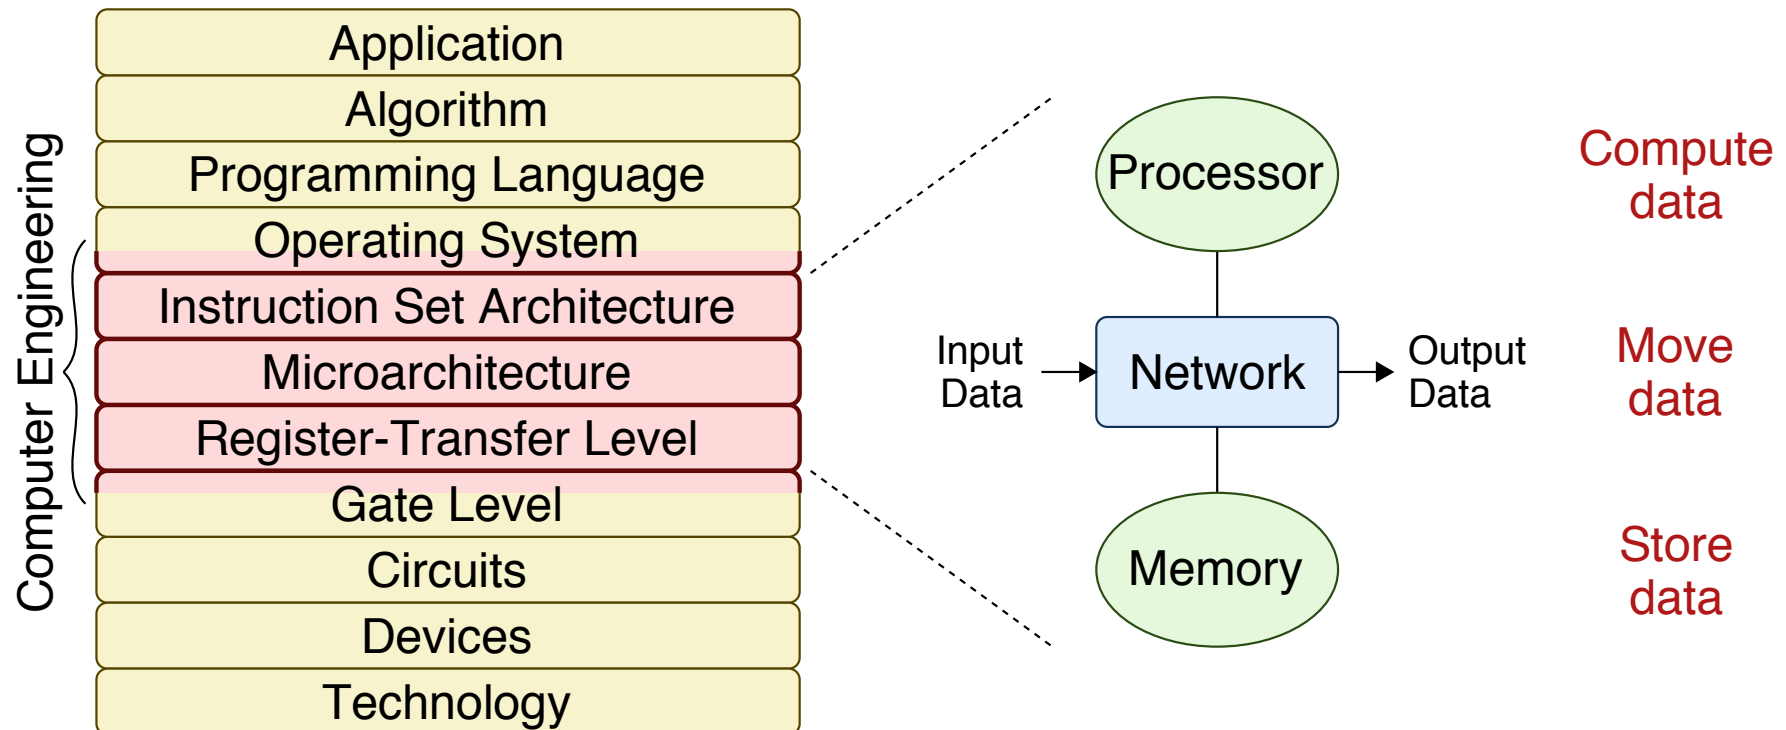 Computer Engineering
Application
Algorithm
Programming Language
Operating System
Instruction Set Architecture
Microarchitecture
Register-Transfer Level
Gate Level
Circuits
Devices
Technology
Processor
Input
Data
Network
Output
Data
Memory
Compute
data
Move
data
Store
data